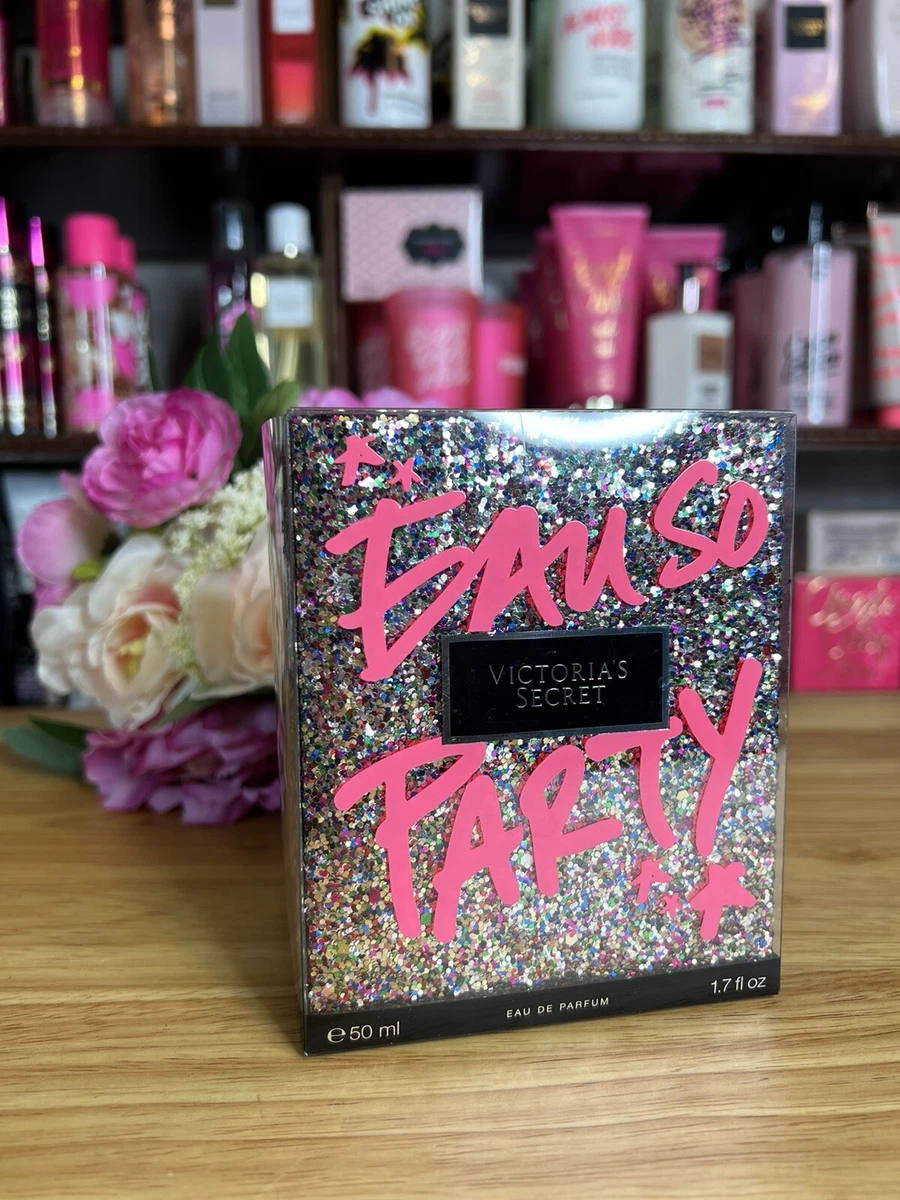 EAU SO
VICTORIA'S
SECRET
PARTY
EAU DE PARFUM
℮50 ml
1.7 fl oz